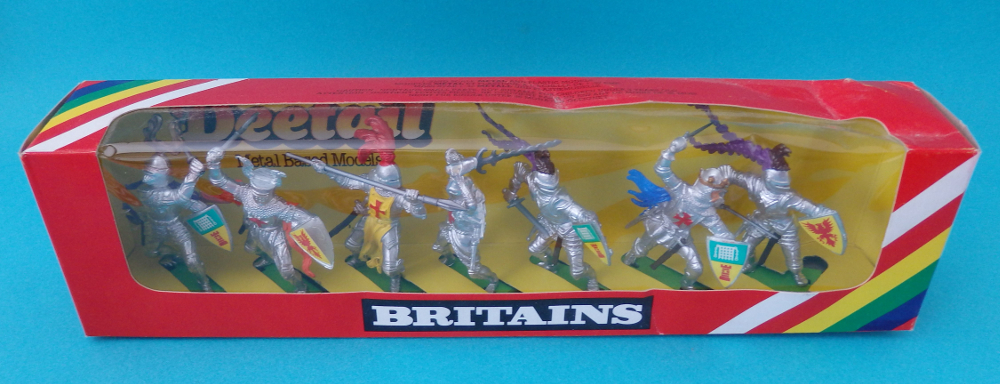 Deetail
Metal Based Models
BRITAINS